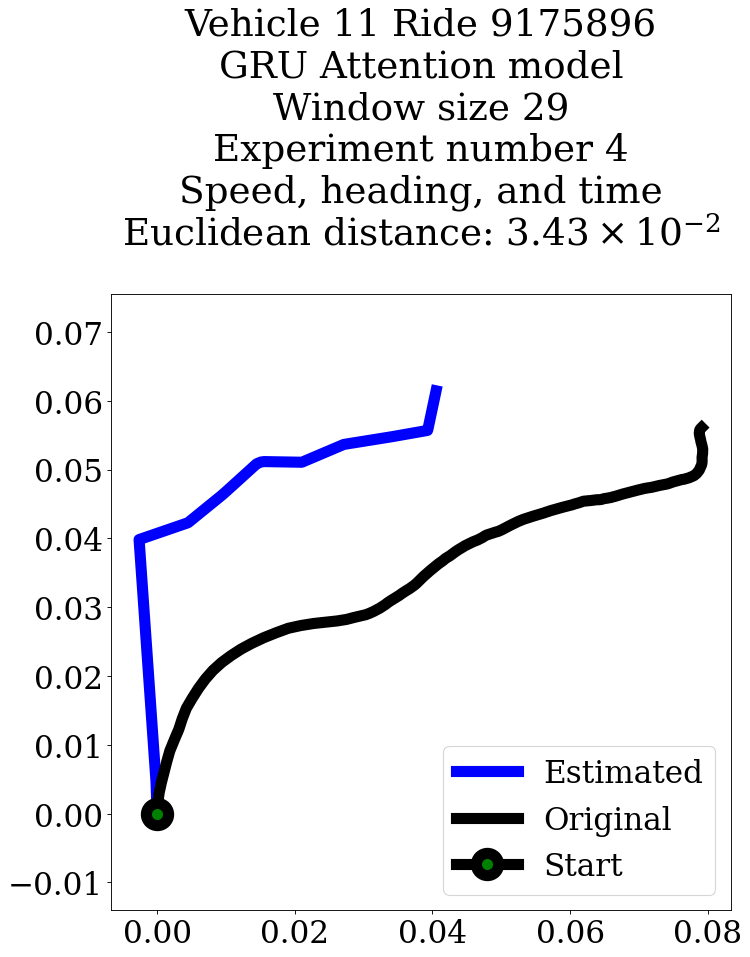 Vehicle 11 Ride 9175896
GRU Attention model
Window size 29
Experiment number 4
Speed, heading, and time
Euclidean distance: 3.43 × 10⁻²
0.07
0.06
0.05
0.04
0.03
0.02
0.01
0.00
−0.01
Estimated
Original
Start
0.00 0.02 0.04 0.06 0.08